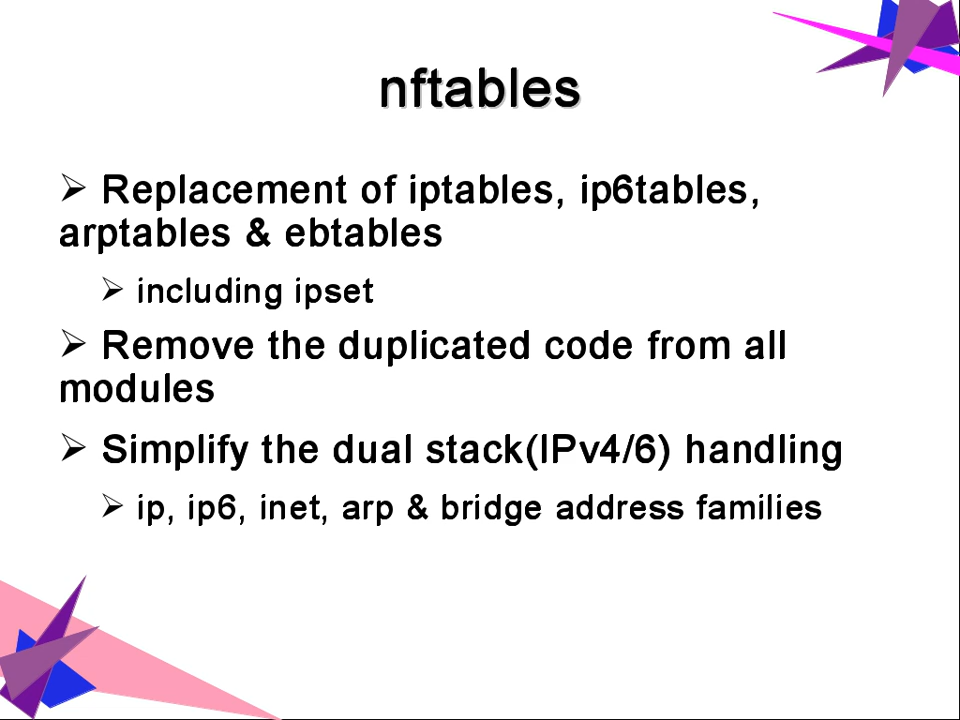 nftables
➢ Replacement of iptables, ip6tables,
arptables & ebtables
➢ including ipset
➢ Remove the duplicated code from all
modules
➢ Simplify the dual stack(IPv4/6) handling
➢ ip, ip6, inet, arp & bridge address families